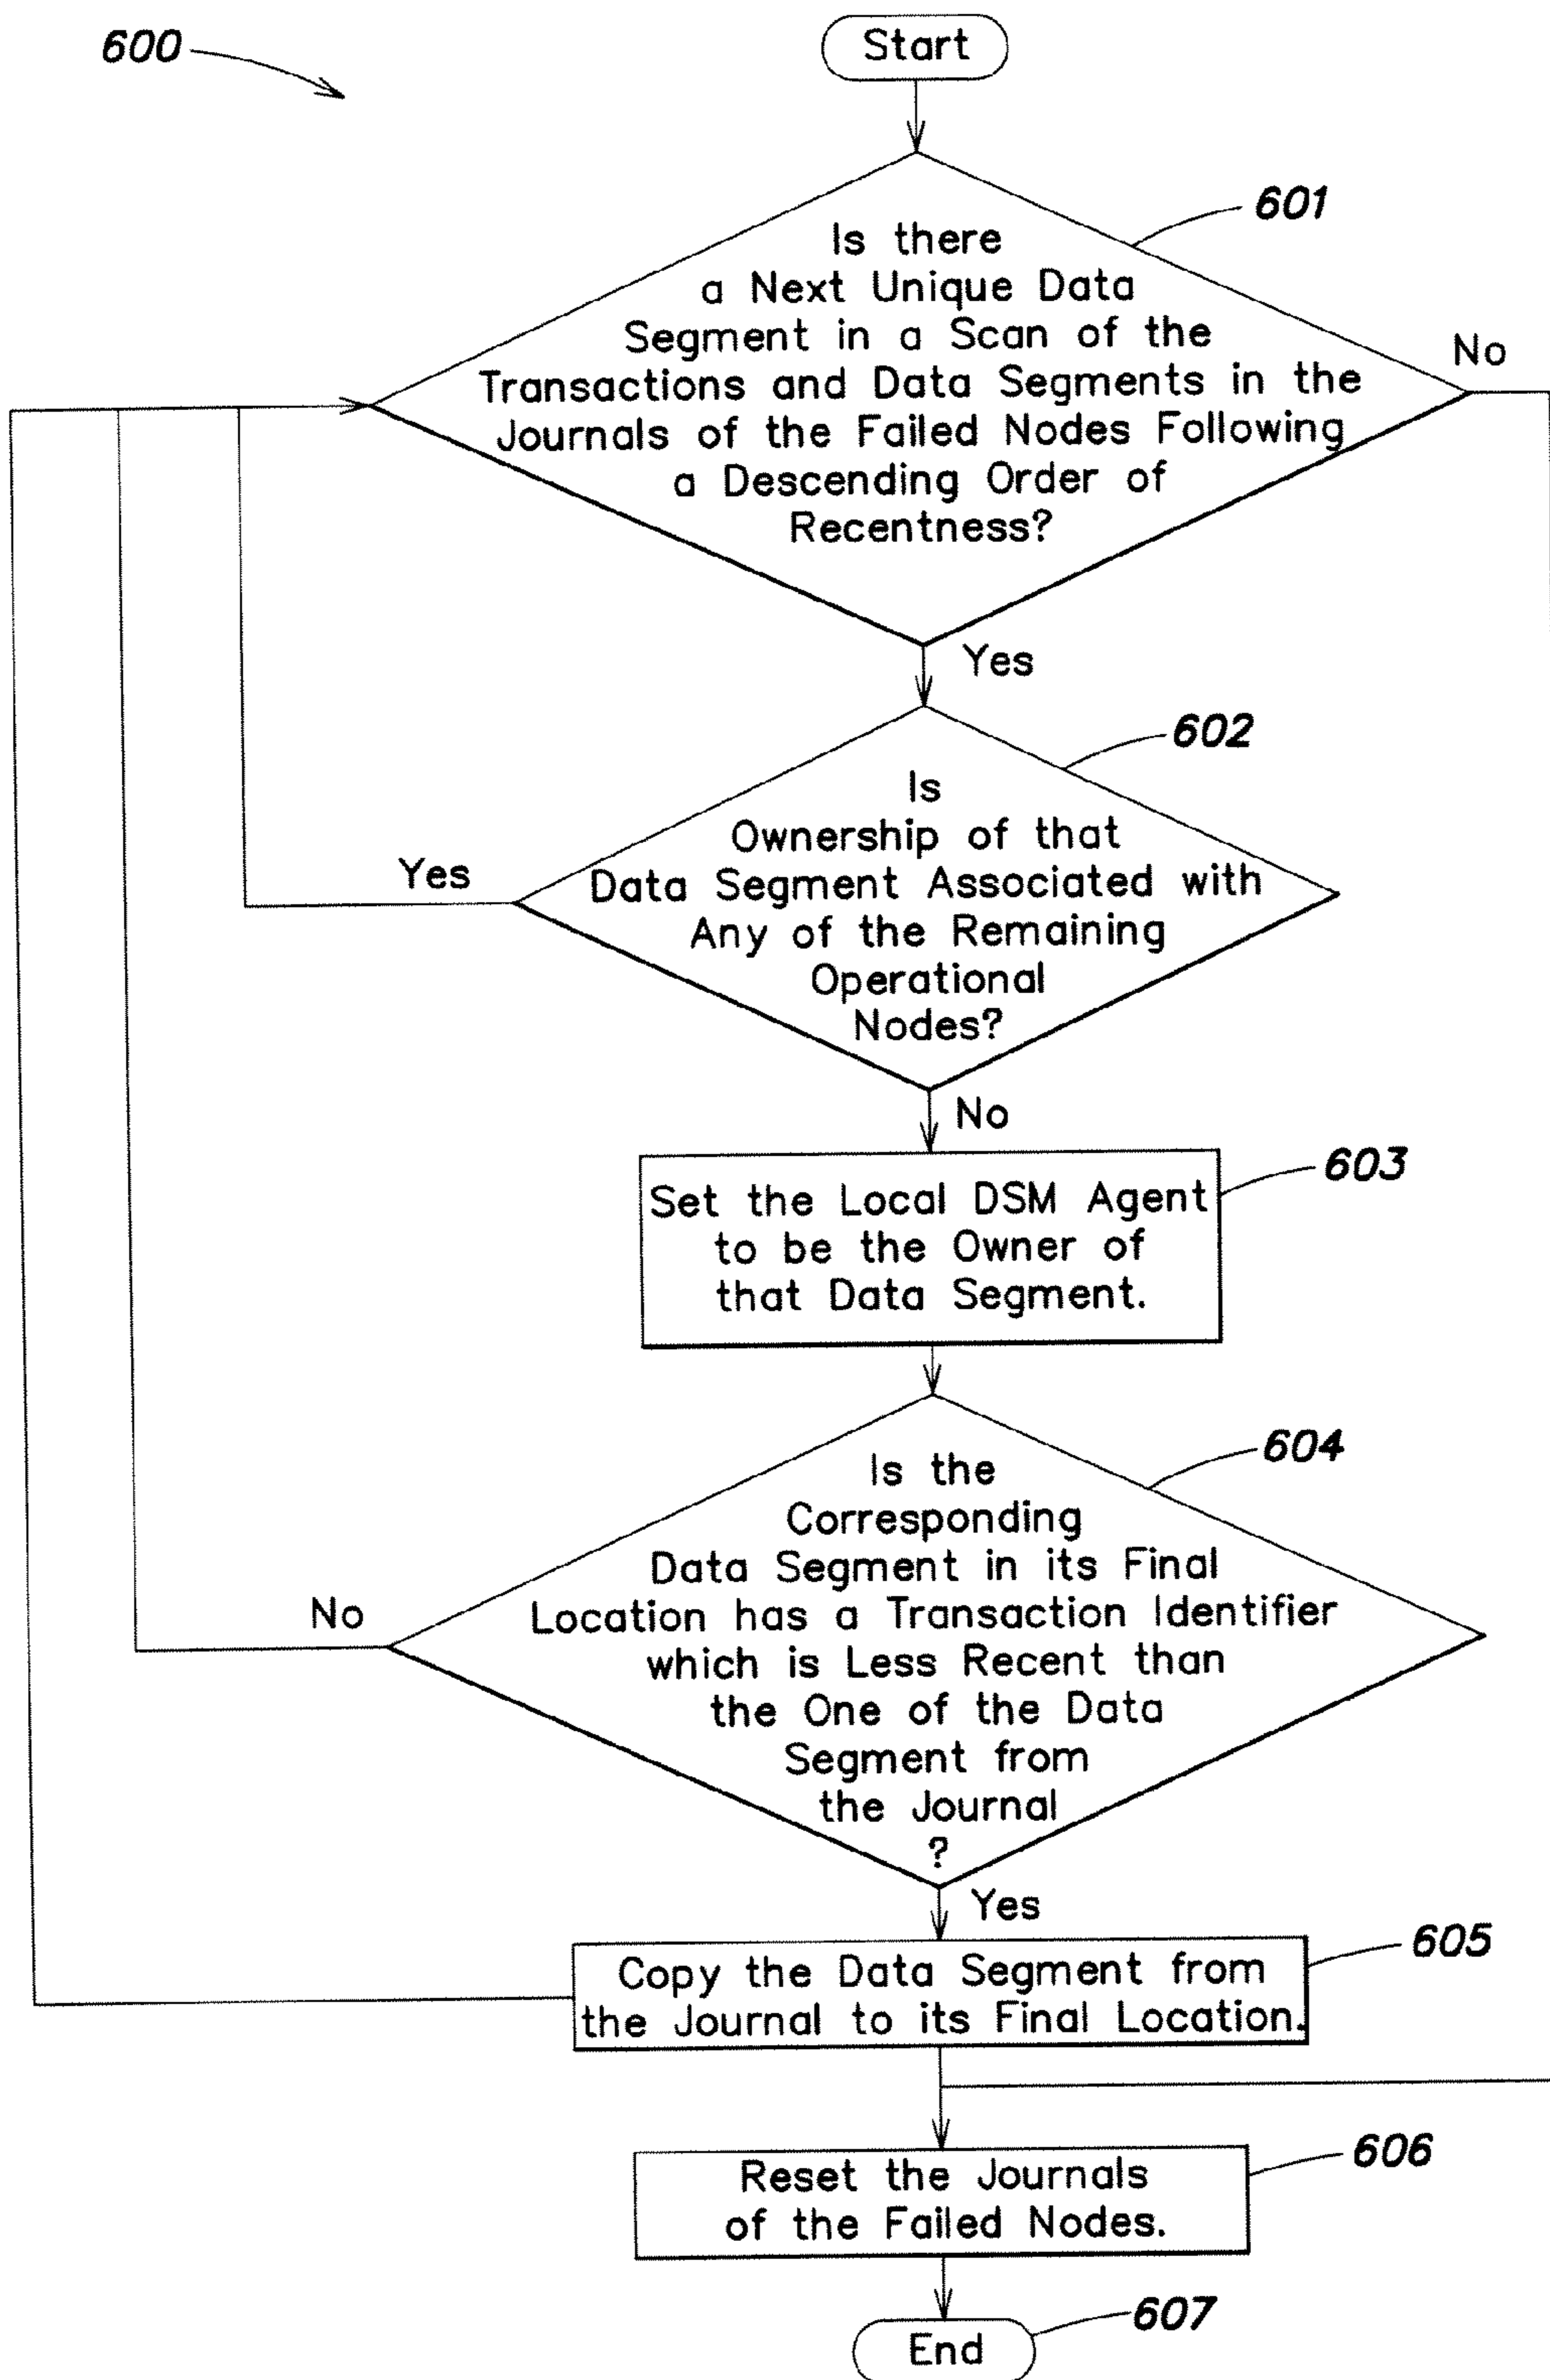 600
Start
601
Is there
a Next Unique Data
Segment in a Scan of the
Transactions and Data Segments in the
Journals of the Failed Nodes Following
a Descending Order of
Recentness?
No
Yes
602
Is
Ownership of that
Data Segment Associated with
Any of the Remaining
Operational
Nodes?
Yes
No
603
Set the Local DSM Agent
to be the Owner of
that Data Segment.
604
Is the
Corresponding
Data Segment in its Final
Location has a Transaction Identifier
which is Less Recent than
the One of the Data
Segment from
the Journal
?
No
Yes
605
Copy the Data Segment from
the Journal to its Final Location.
606
Reset the Journals
of the Failed Nodes.
607
End